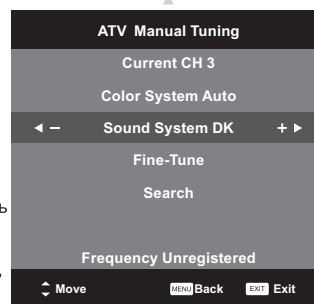 ATV Manual Tuning
Current CH 3
Color System Auto
Sound System DK
Fine-Tune
Search
ь
Frequency Unregistered
Move MENU Back EXIT Exit